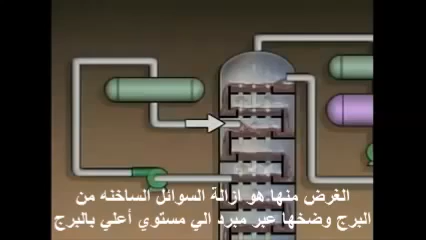 الغرض منها هو ازالة السوائل الساخنه من
البرج وضخها عبر مبرد الي مستوي أعلي بالبرج